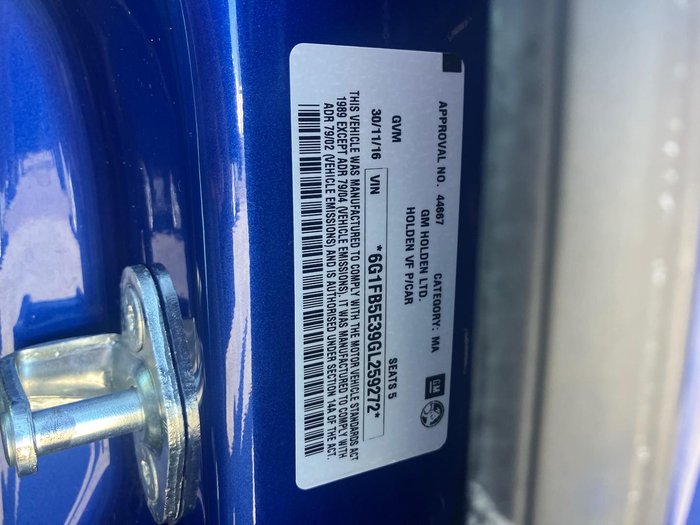 APPROVAL NO. 44667 CATEGORY: MA
GM HOLDEN LTD.
HOLDEN VF P/CAR
GM
GVM SEATS 5
30/11/16 VIN *6G1FB5E39GL259272*
THIS VEHICLE WAS MANUFACTURED TO COMPLY WITH THE MOTOR VEHICLE STANDARDS ACT
1989 EXCEPT ADR 79/04 (VEHICLE EMISSIONS). IT WAS MANUFACTURED TO COMPLY WITH
ADR 79/02 (VEHICLE EMISSIONS) AND IS AUTHORISED UNDER SECTION 14A OF THE ACT.